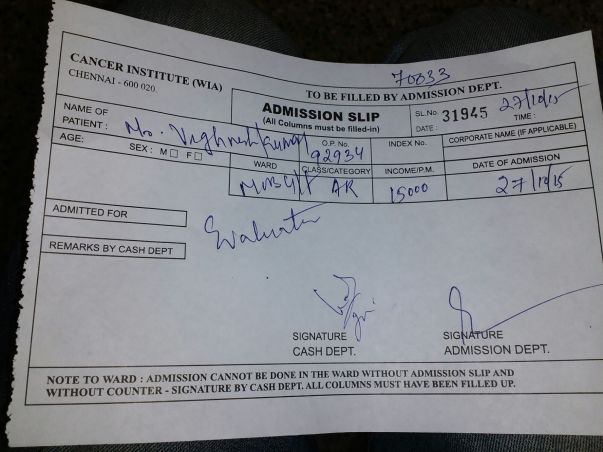 70033
CANCER INSTITUTE (WIA)
CHENNAI - 600 020.
TO BE FILLED BY ADMISSION DEPT.
ADMISSION SLIP
(All Columns must be filled-in)
SL.No 31945 27/10/15
DATE : TIME :
NAME OF
PATIENT : Mr. Vighneshkumar
O.P. No.
92934
INDEX No.
CORPORATE NAME (IF APPLICABLE)
AGE:
SEX : M F
WARD
CLASS/CATEGORY
AR
INCOME/P.M.
15000
DATE OF ADMISSION
27/10/15
ADMITTED FOR
Evaluation
REMARKS BY CASH DEPT
SIGNATURE
CASH DEPT.
SIGNATURE
ADMISSION DEPT.
NOTE TO WARD : ADMISSION CANNOT BE DONE IN THE WARD WITHOUT ADMISSION SLIP AND
WITHOUT COUNTER - SIGNATURE BY CASH DEPT. ALL COLUMNS MUST HAVE BEEN FILLED UP.